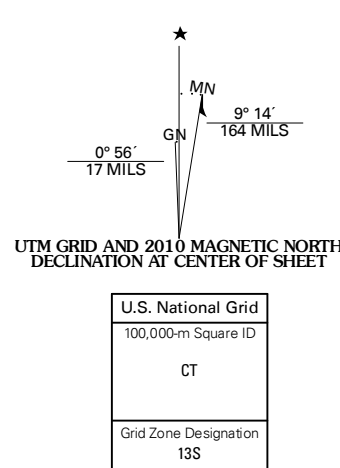 ★
MN
9° 14´
164 MILS
GN
0° 56´
17 MILS
UTM GRID AND 2010 MAGNETIC NORTH
DECLINATION AT CENTER OF SHEET
U.S. National Grid
100,000-m Square ID
CT
Grid Zone Designation
13S